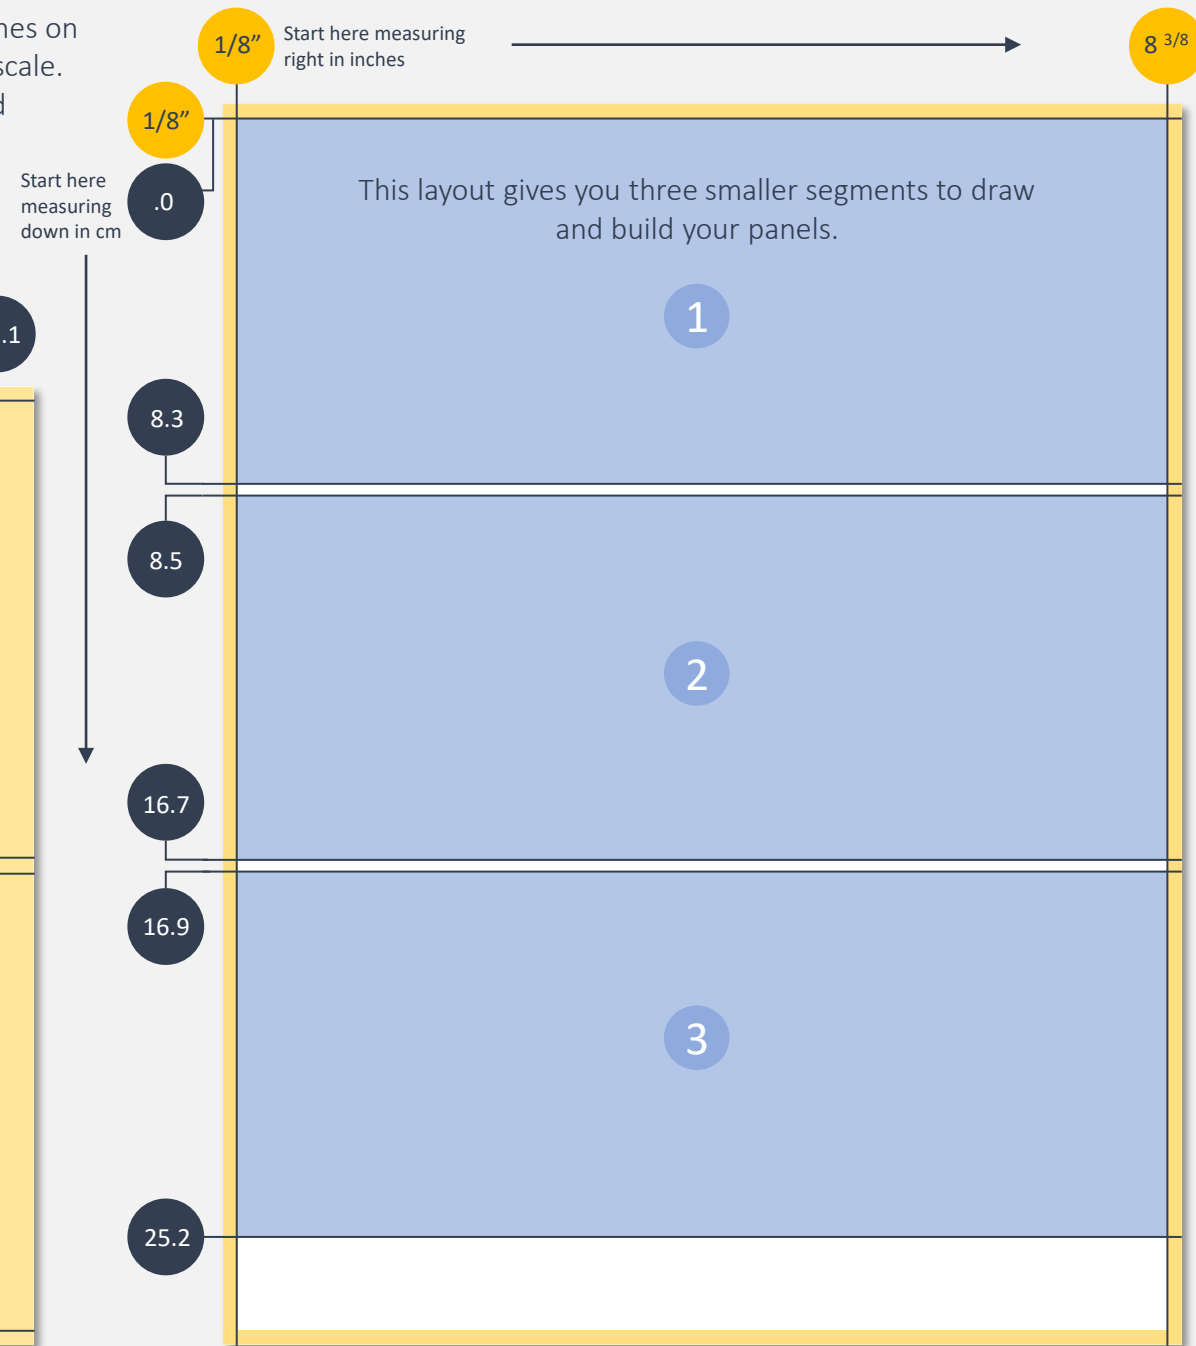 nes on
scale.
d
1/8”
Start here measuring
right in inches
8 3/8
1/8”
Start here
measuring
down in cm
.0
This layout gives you three smaller segments to draw
and build your panels.
1
.1
8.3
8.5
2
16.7
16.9
3
25.2